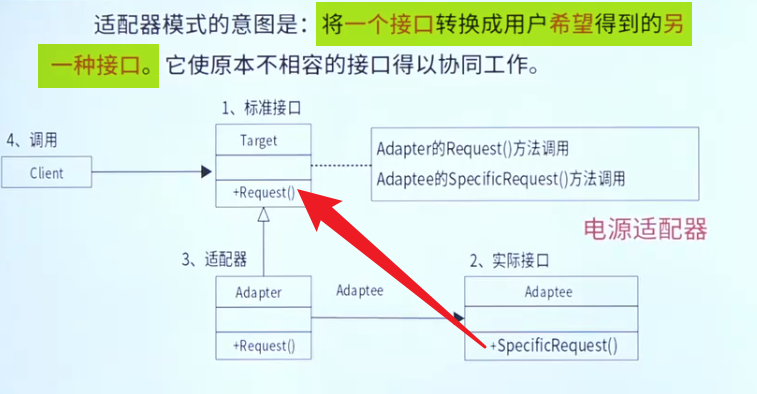 适配器模式的意图是：将一个接口转换成用户希望得到的另
一种接口。它使原本不相容的接口得以协同工作。
1、标准接口
4、调用
Target
Client
+Request()
Adapter的Request()方法调用
Adaptee的SpecificRequest()方法调用
电源适配器
3、适配器
2、实际接口
Adapter
Adaptee
Adaptee
+Request()
+SpecificRequest()